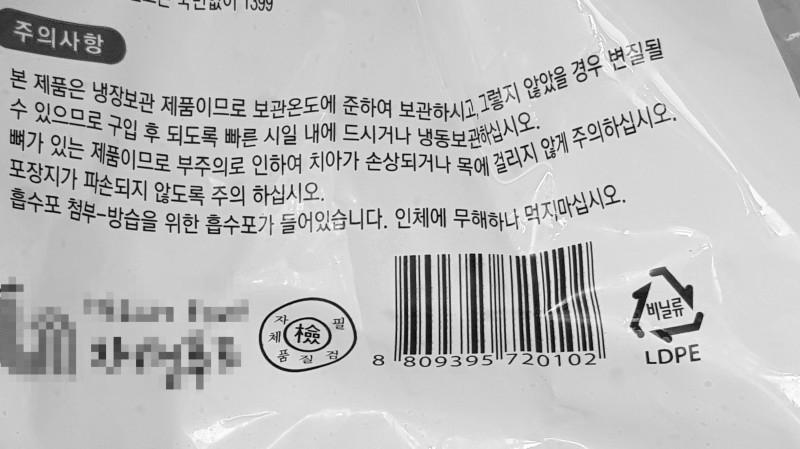 국번없이 1399
주의사항
본 제품은 냉장보관 제품이므로 보관온도에 준하여 보관하시고, 그렇지 않았을 경우 변질될
수 있으므로 구입 후 되도록 빠른 시일 내에 드시거나 냉동보관하십시오.
뼈가 있는 제품이므로 부주의로 인하여 치아가 손상되거나 목에 걸리지 않게 주의하십시오.
포장지가 파손되지 않도록 주의 하십시오.
흡수포 첨부-방습을 위한 흡수포가 들어있습니다. 인체에 무해하나 먹지마십시오.
자체품질검필
檢
8 809395 720102
비닐류
LDPE